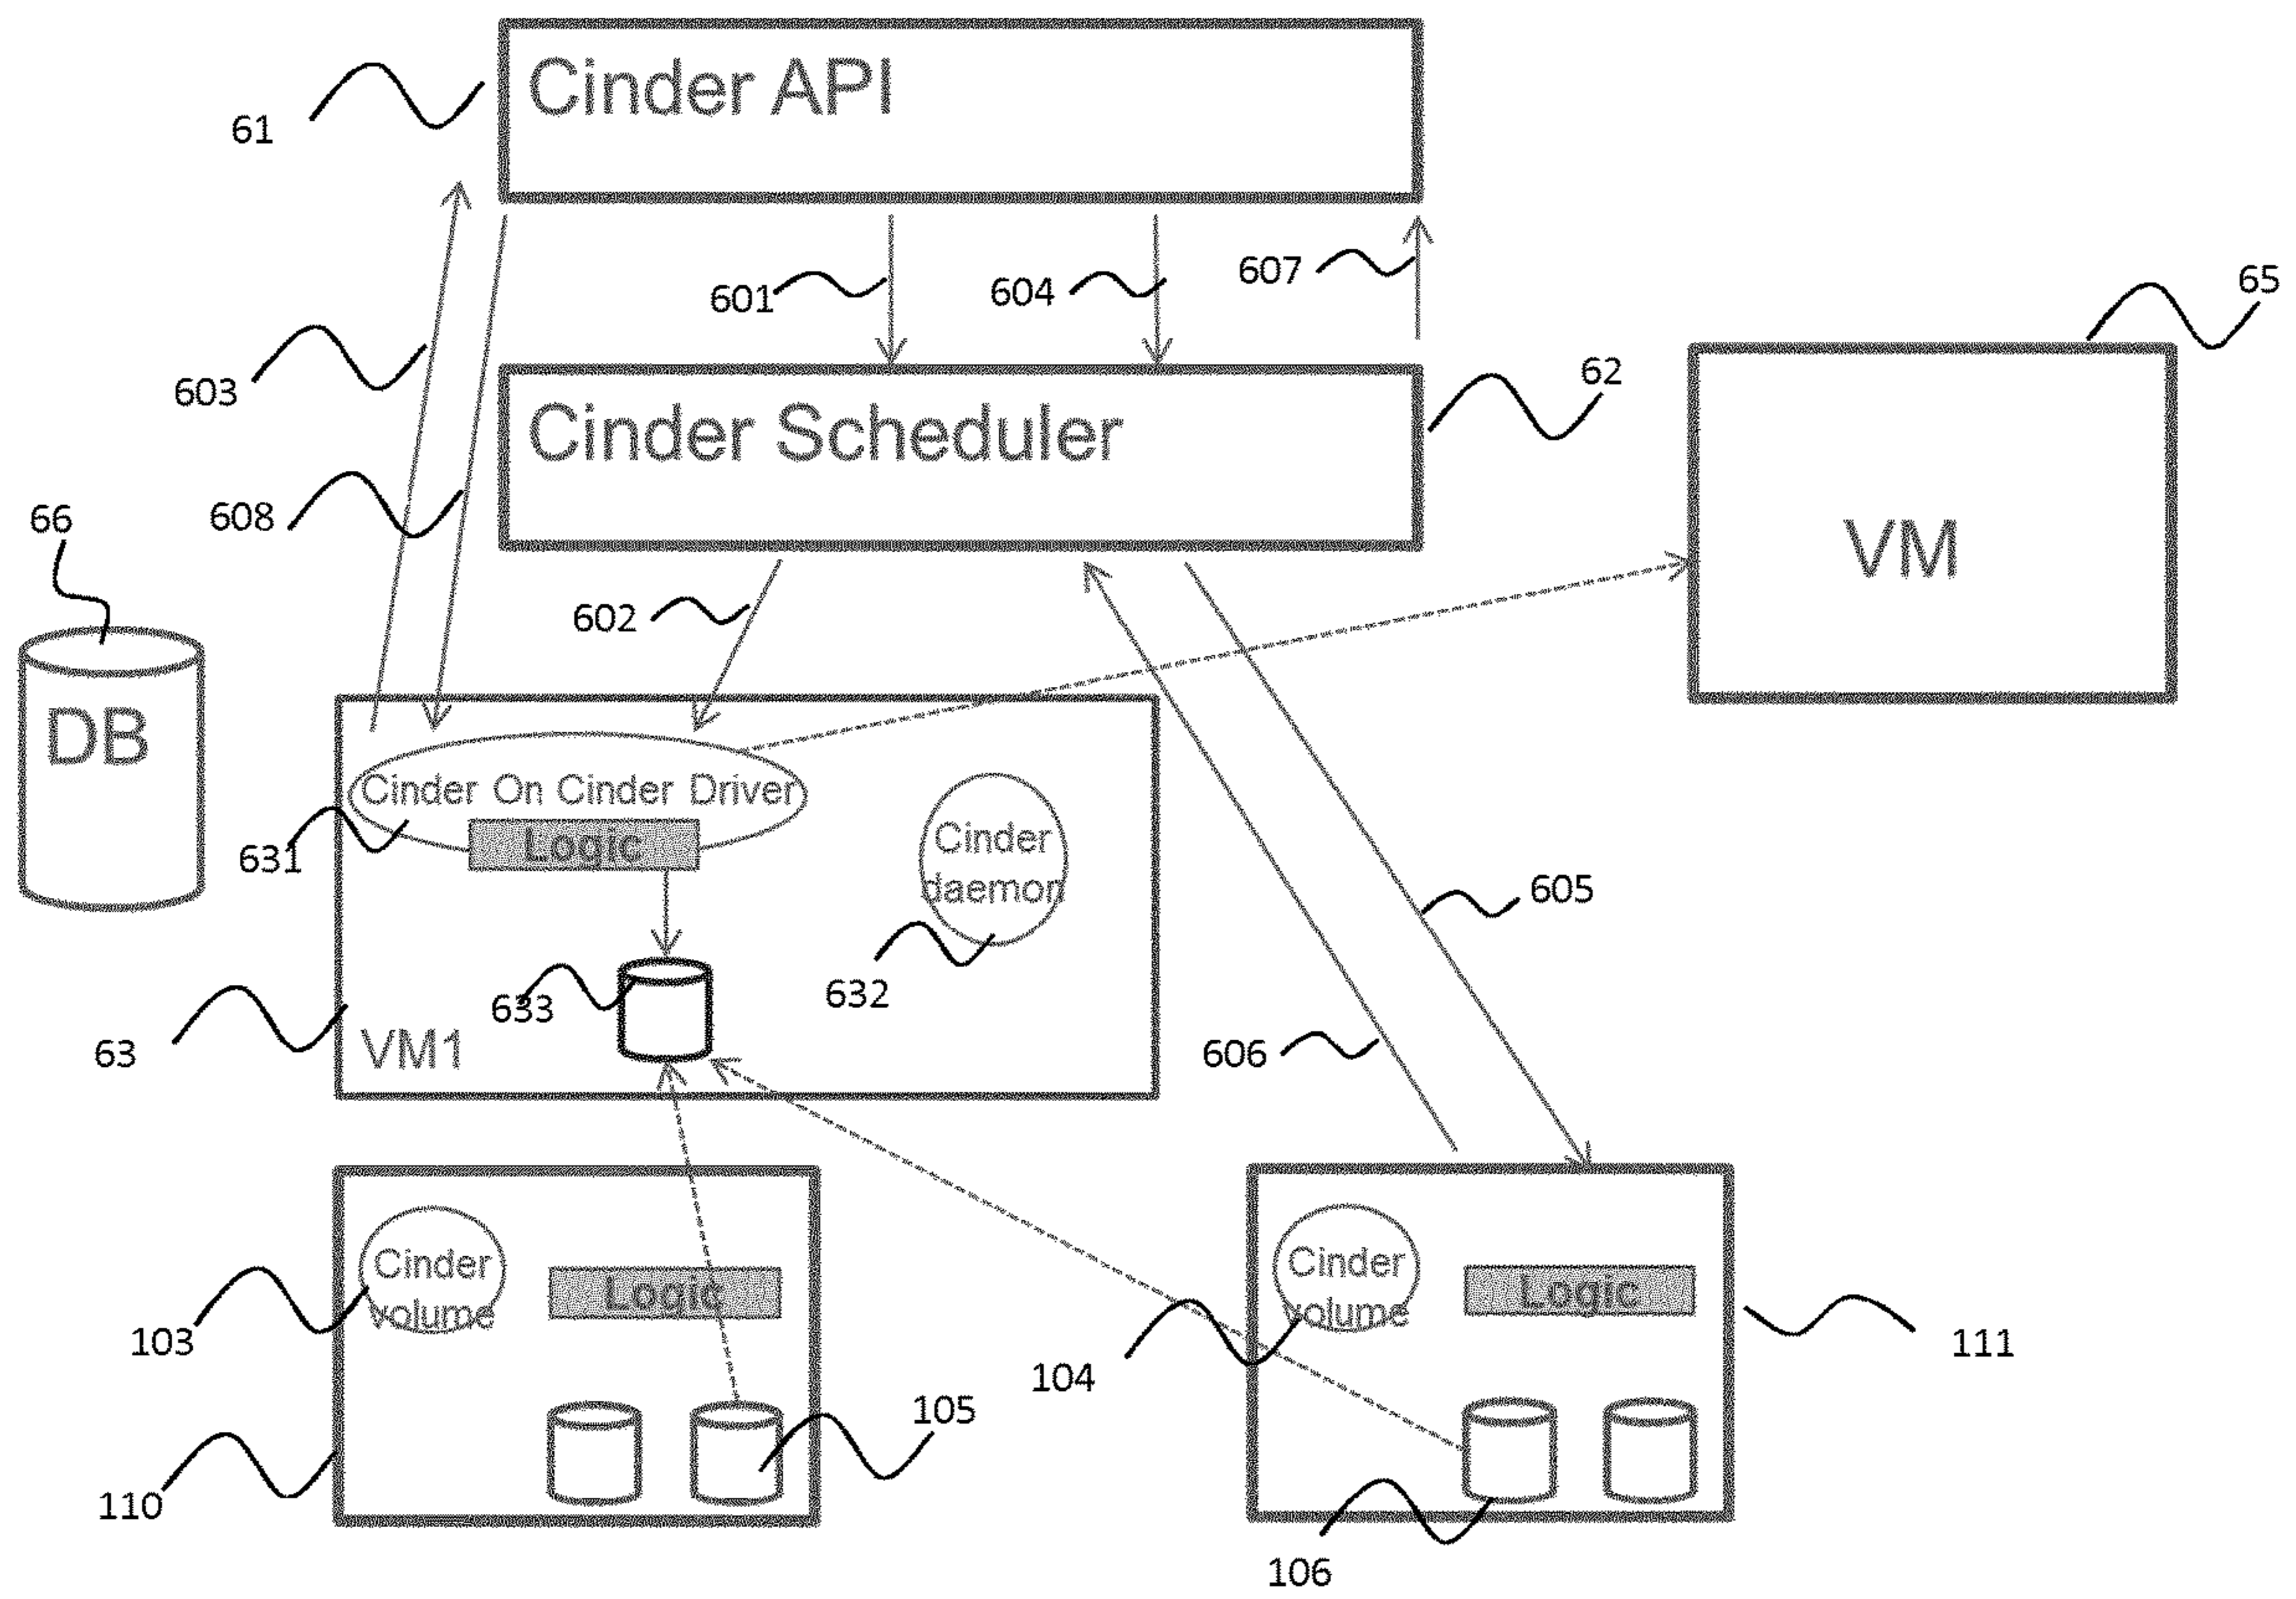 Cinder API
61
601
604
607
65
603
62
Cinder Scheduler
608
66
VM
602
DB
Cinder On Cinder Driver
Logic
631
Cinder
daemon
605
632
633
63
VM1
606
Cinder
volume
Logic
103
Cinder
volume
Logic
104
111
105
110
106